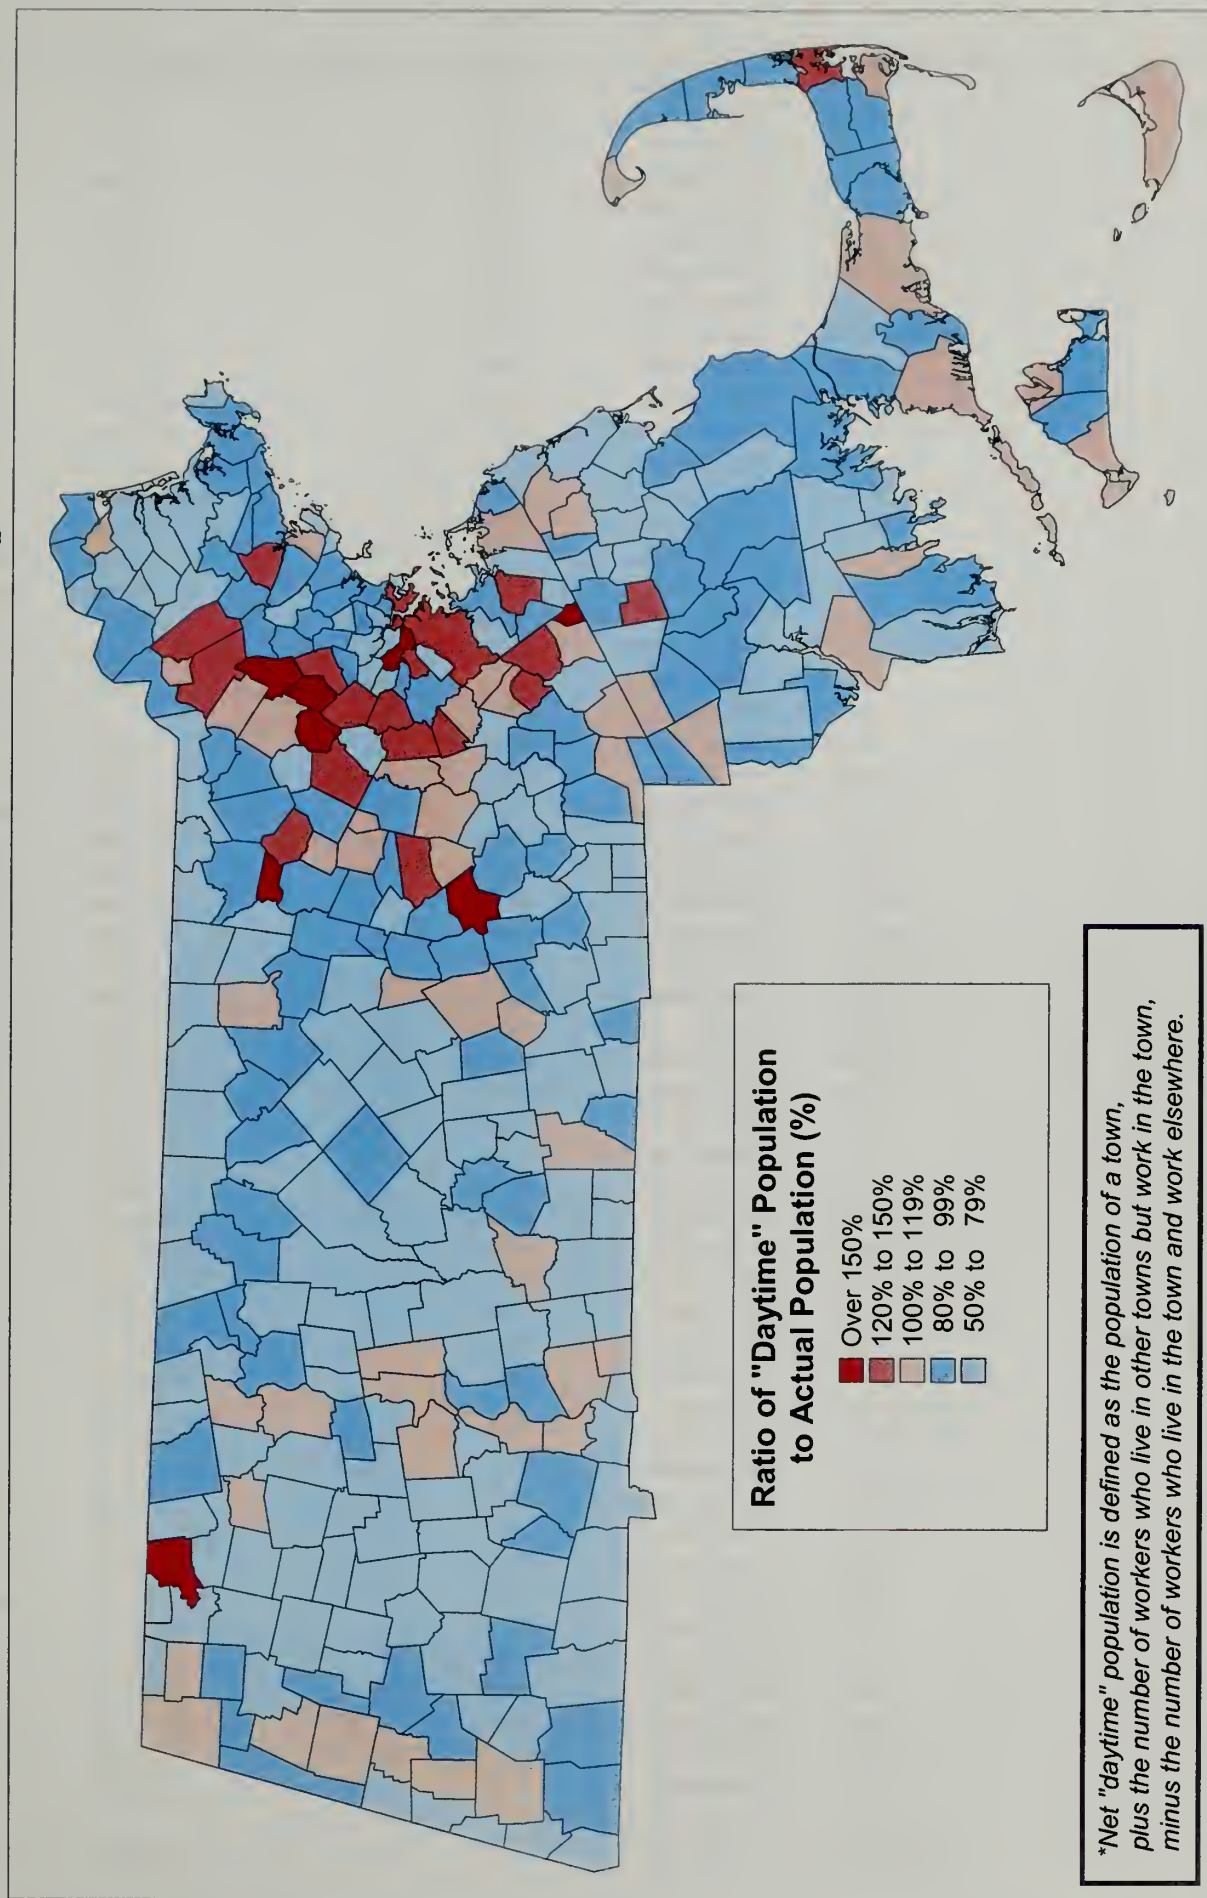 Ratio of "Daytime" Population
to Actual Population (%)
Over 150%
120% to 150%
100% to 119%
80% to 99%
50% to 79%
*Net "daytime" population is defined as the population of a town,
plus the number of workers who live in other towns but work in the town,
minus the number of workers who live in the town and work elsewhere.